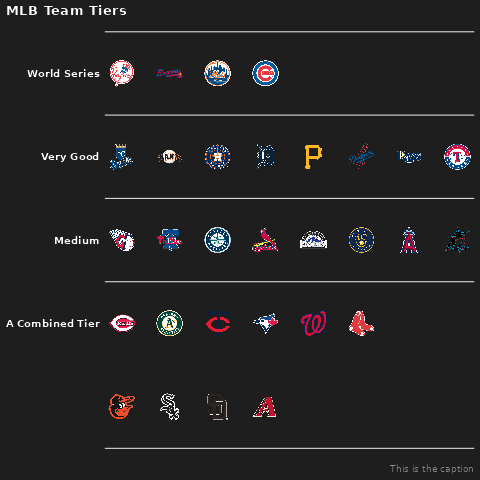 MLB Team Tiers
World Series
Very Good
Medium
A Combined Tier
This is the caption